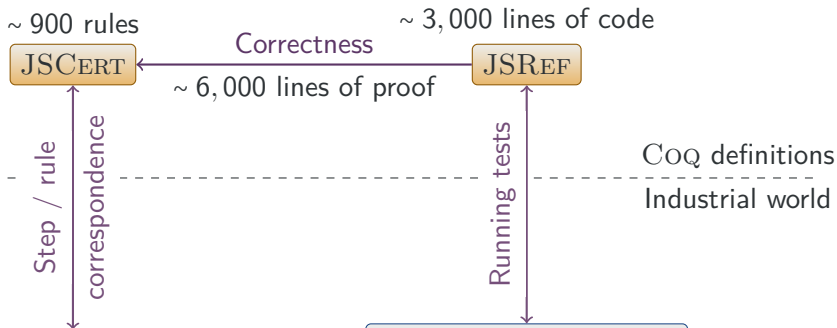 ~ 900 rules
~ 3,000 lines of code
Correctness
JSCERT
JSREF
~ 6,000 lines of proof
Step / rule
correspondence
Running tests
COQ definitions
Industrial world